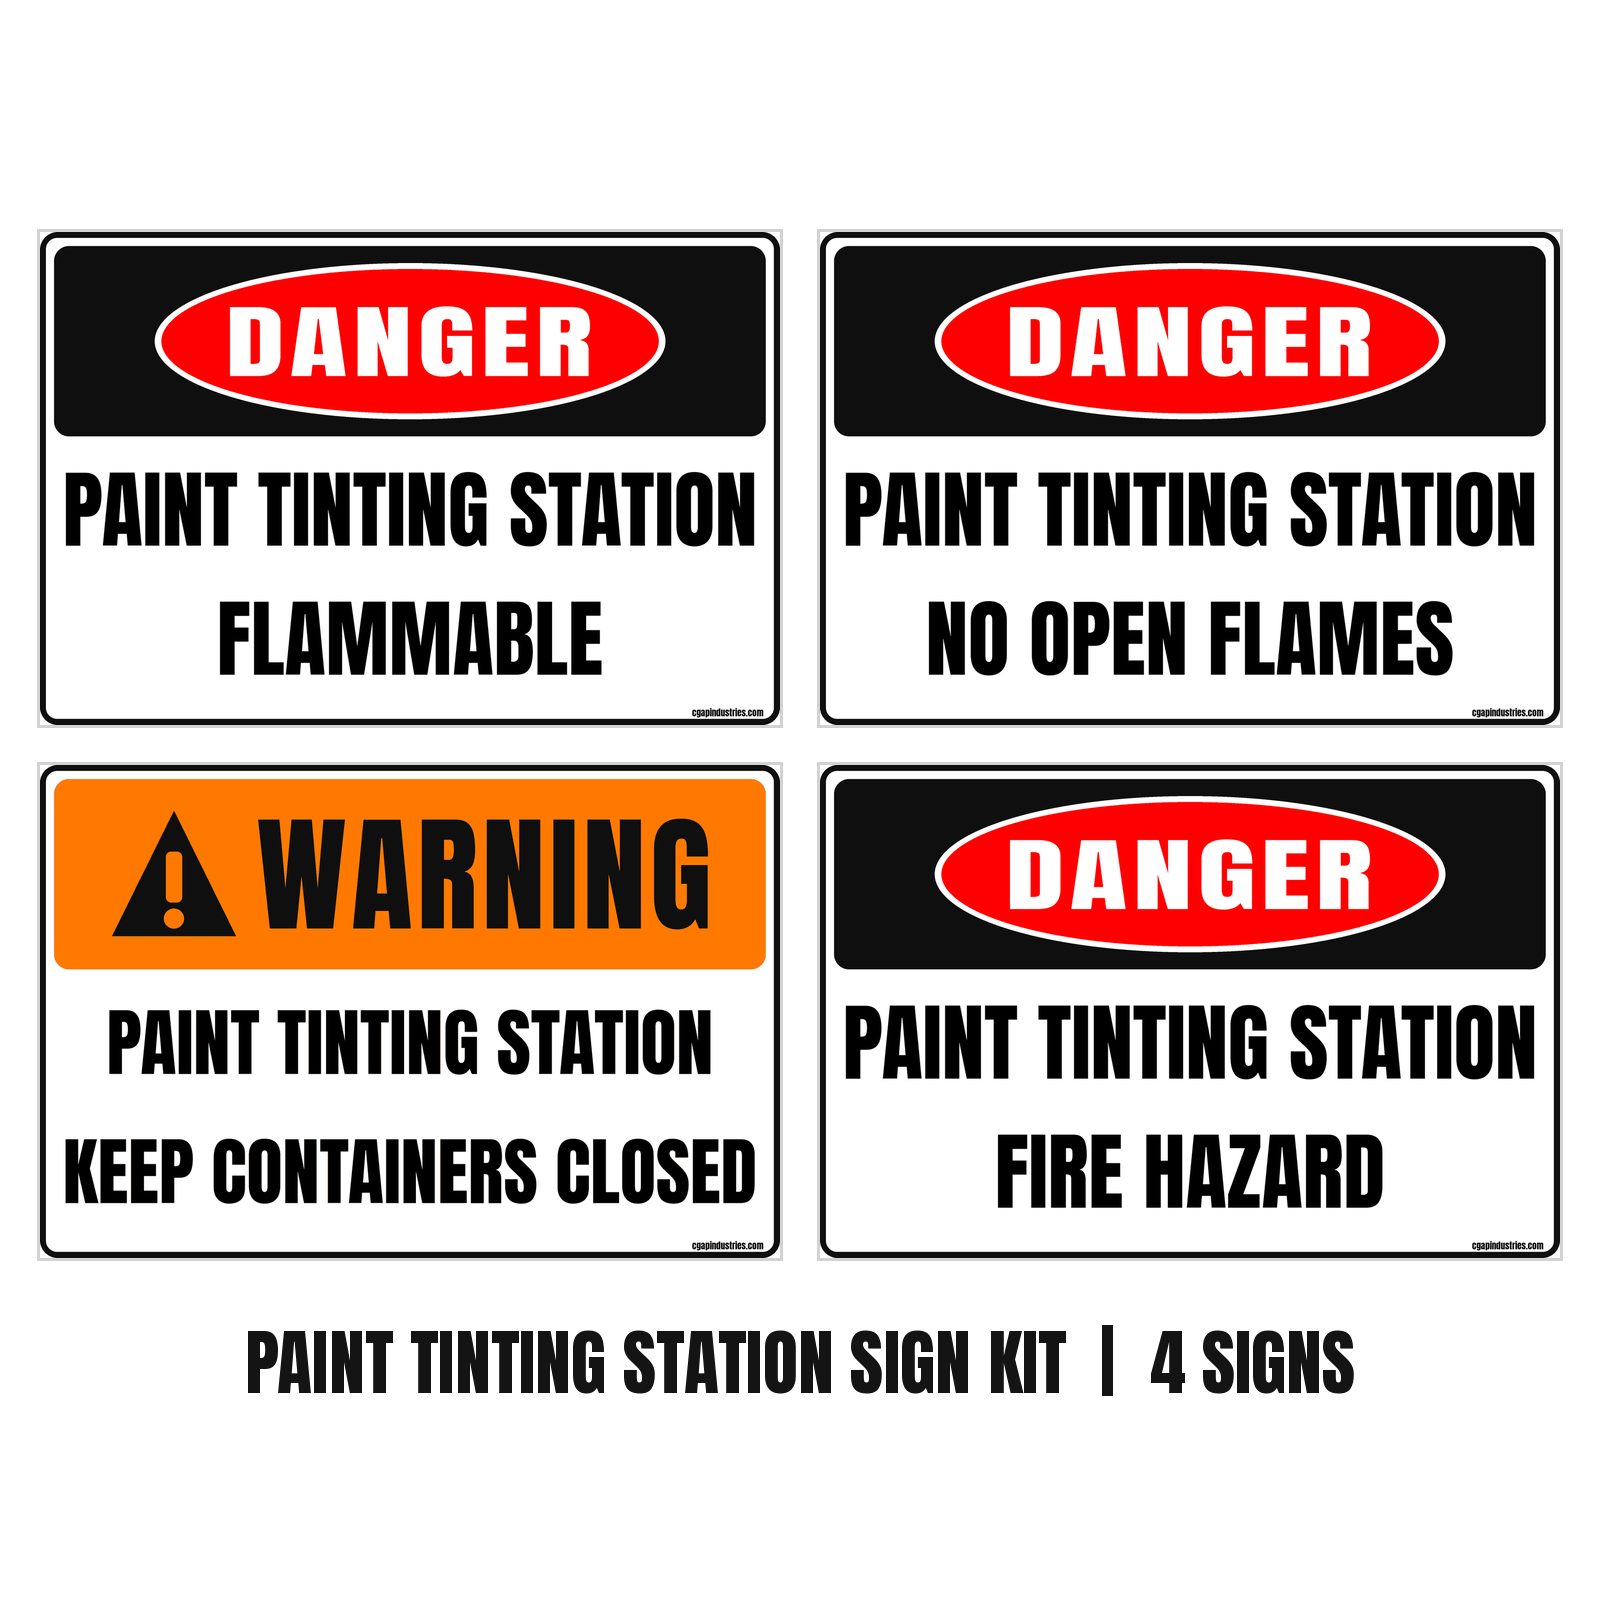 DANGER
PAINT TINTING STATION
FLAMMABLE
cgapindustries.com
DANGER
PAINT TINTING STATION
NO OPEN FLAMES
cgapindustries.com
WARNING
PAINT TINTING STATION
KEEP CONTAINERS CLOSED
cgapindustries.com
DANGER
PAINT TINTING STATION
FIRE HAZARD
cgapindustries.com
PAINT TINTING STATION SIGN KIT | 4 SIGNS